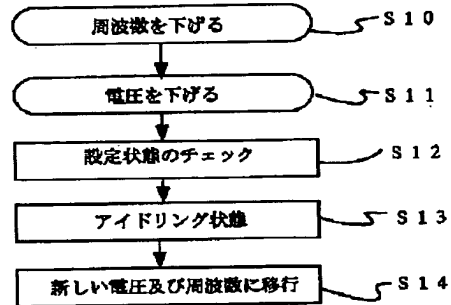 周波数を下げる S10
電圧を下げる S11
設定状態のチェック S12
アイドリング状態 S13
新しい電圧及び周波数に移行 S14